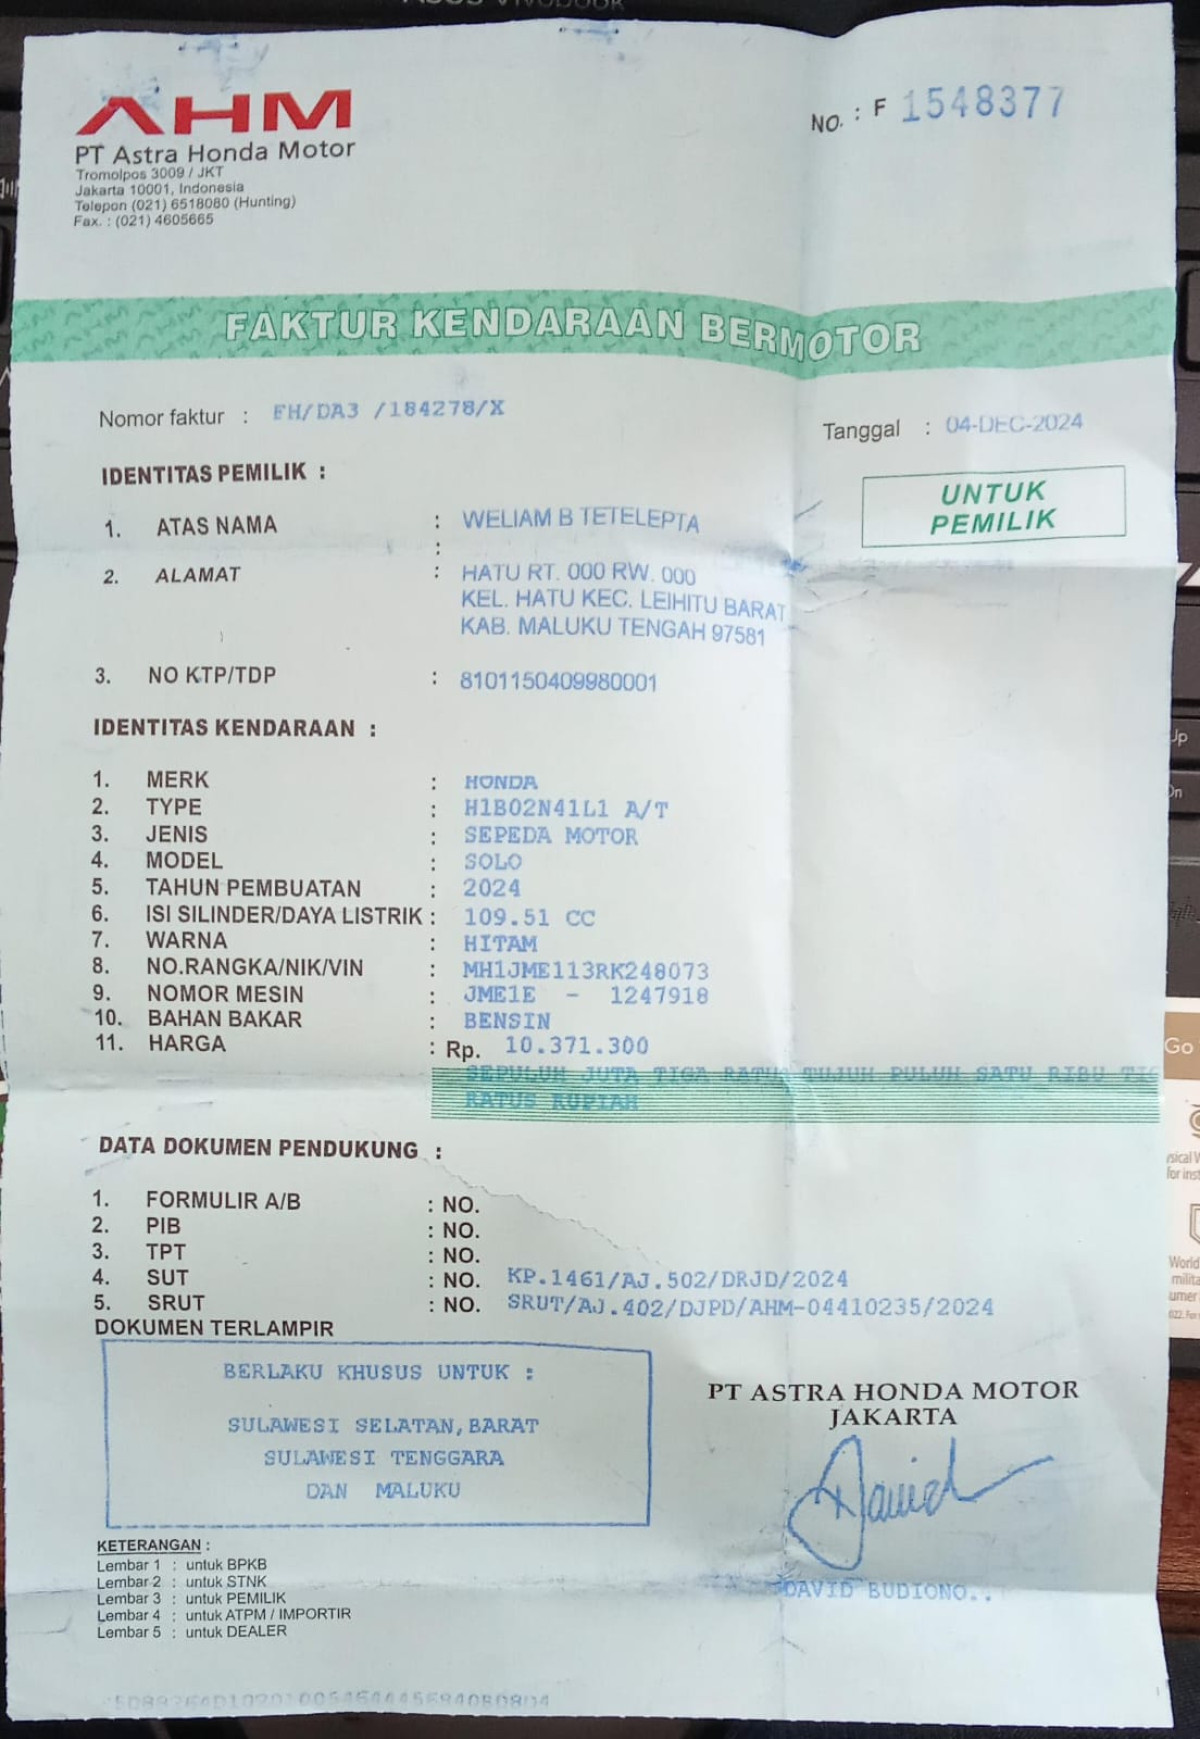 ASUS VIVOBOOK
AHM
PT Astra Honda Motor
Tromolpos 3009 / JKT
Jakarta 10001, Indonesia
Telepon (021) 6518080 (Hunting)
Fax. : (021) 4605665
NO. : F 1548377
FAKTUR KENDARAAN BERMOTOR
Nomor faktur : FH/DA3 /184278/X
Tanggal : 04-DEC-2024
IDENTITAS PEMILIK :
UNTUK
PEMILIK
1. ATAS NAMA : WELIAM B TETELEPTA
:
2. ALAMAT : HATU RT. 000 RW. 000
KEL. HATU KEC. LEIHITU BARAT
KAB. MALUKU TENGAH 97581
3. NO KTP/TDP : 8101150409980001
IDENTITAS KENDARAAN :
1. MERK : HONDA
2. TYPE : H1B02N41L1 A/T
3. JENIS : SEPEDA MOTOR
4. MODEL : SOLO
5. TAHUN PEMBUATAN : 2024
6. ISI SILINDER/DAYA LISTRIK : 109.51 CC
7. WARNA : HITAM
8. NO.RANGKA/NIK/VIN : MH1JME113RK248073
9. NOMOR MESIN : JME1E - 1247918
10. BAHAN BAKAR : BENSIN
11. HARGA : Rp. 10.371.300
SEPULUH JUTA TIGA RATUS TUJUH PULUH SATU RIBU TIG
RATUS RUPIAH
DATA DOKUMEN PENDUKUNG :
1. FORMULIR A/B : NO.
2. PIB : NO.
3. TPT : NO.
4. SUT : NO. KP.1461/AJ.502/DRJD/2024
5. SRUT : NO. SRUT/AJ.402/DJPD/AHM-04410235/2024
DOKUMEN TERLAMPIR
BERLAKU KHUSUS UNTUK :
SULAWESI SELATAN,BARAT
SULAWESI TENGGARA
DAN MALUKU
PT ASTRA HONDA MOTOR
JAKARTA
David
DAVID BUDIONO..
KETERANGAN :
Lembar 1 : untuk BPKB
Lembar 2 : untuk STNK
Lembar 3 : untuk PEMILIK
Lembar 4 : untuk ATPM / IMPORTIR
Lembar 5 : untuk DEALER